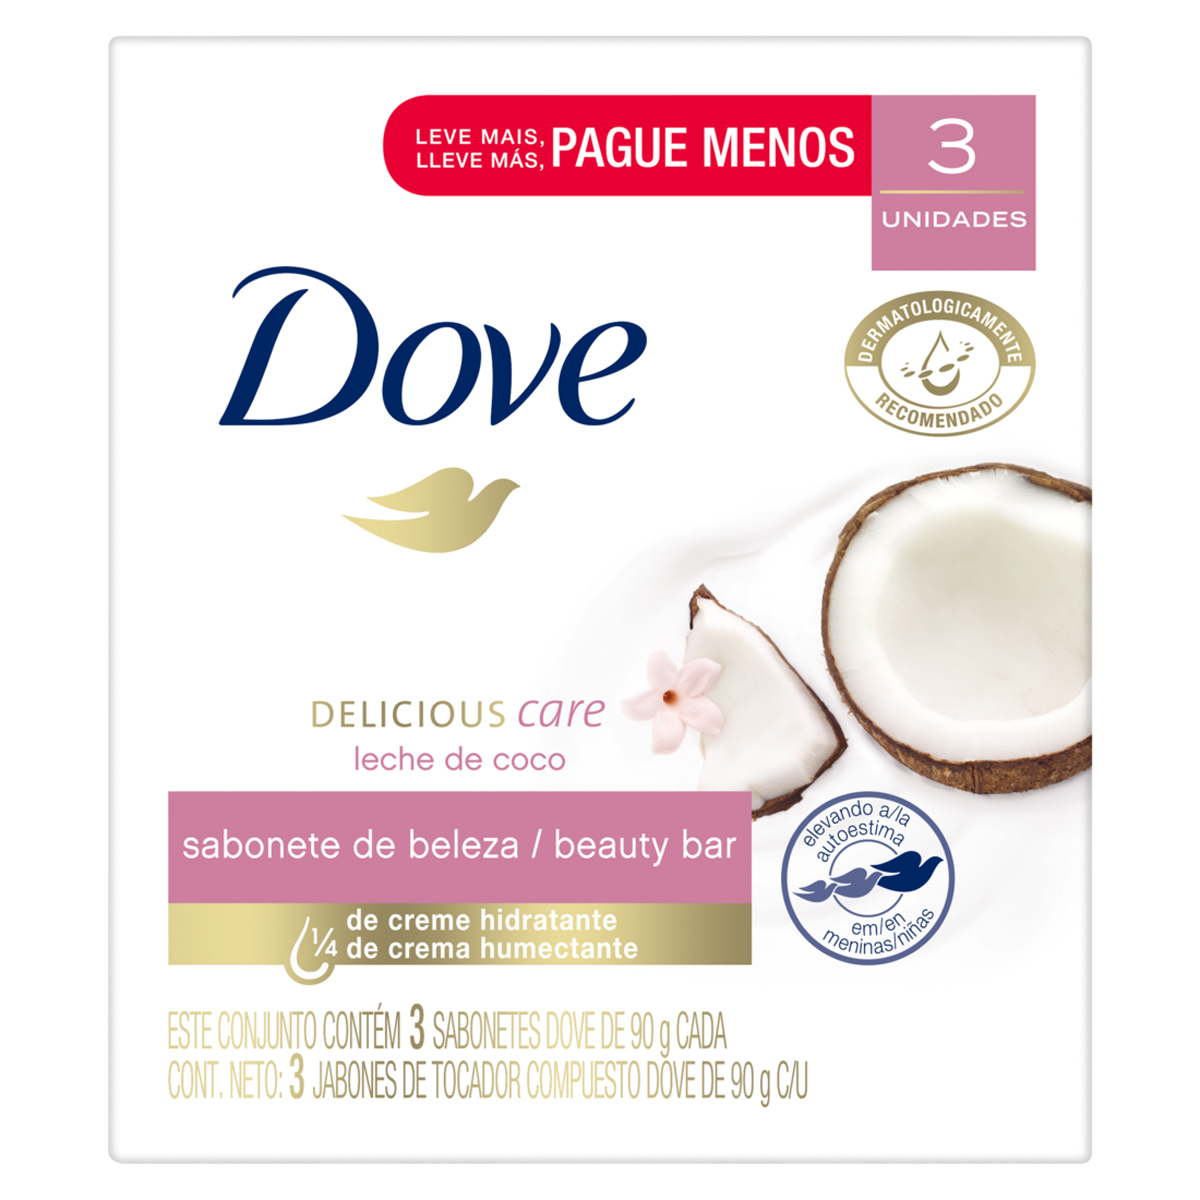 LEVE MAIS,
LLEVE MÁS,
PAGUE MENOS
3
UNIDADES
Dove
DERMATOLOGICAMENTE
RECOMENDADO
DELICIOUS care
leche de coco
sabonete de beleza / beauty bar
1/4
de creme hidratante
de crema humectante
elevando a/la
autoestima
em/en
meninas/niñas
ESTE CONJUNTO CONTÉM 3 SABONETES DOVE DE 90 g CADA
CONT. NETO: 3 JABONES DE TOCADOR COMPUESTO DOVE DE 90 g C/U